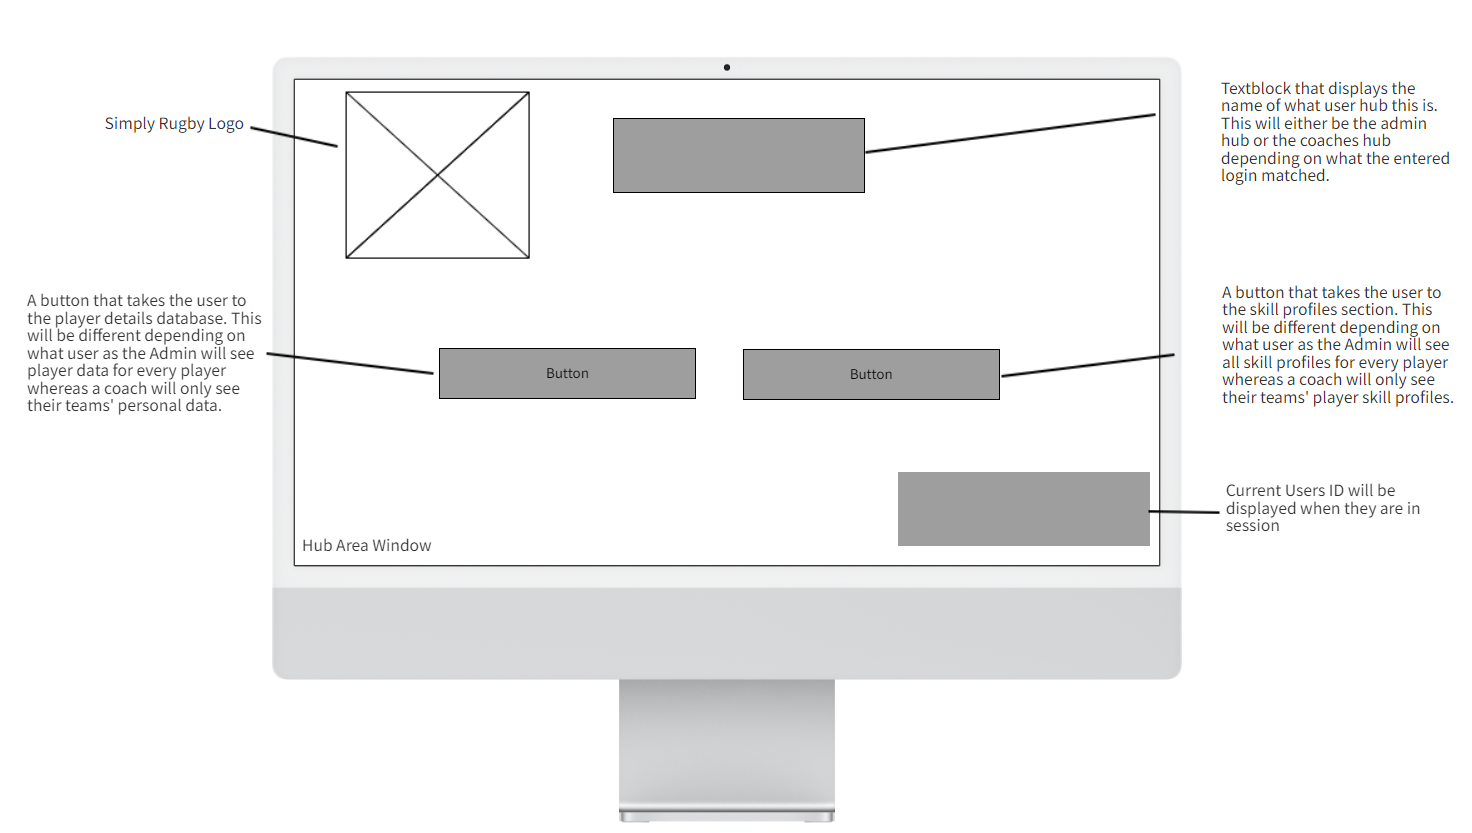 Simply Rugby Logo
Textblock that displays the
name of what user hub this is.
This will either be the admin
hub or the coaches hub
depending on what the entered
login matched.
A button that takes the user to
the player details database. This
will be different depending on
what user as the Admin will see
player data for every player
whereas a coach will only see
their teams' personal data.
Button
Button
A button that takes the user to
the skill profiles section. This
will be different depending on
what user as the Admin will see
all skill profiles for every player
whereas a coach will only see
their teams' player skill profiles.
Current Users ID will be
displayed when they are in
session
Hub Area Window